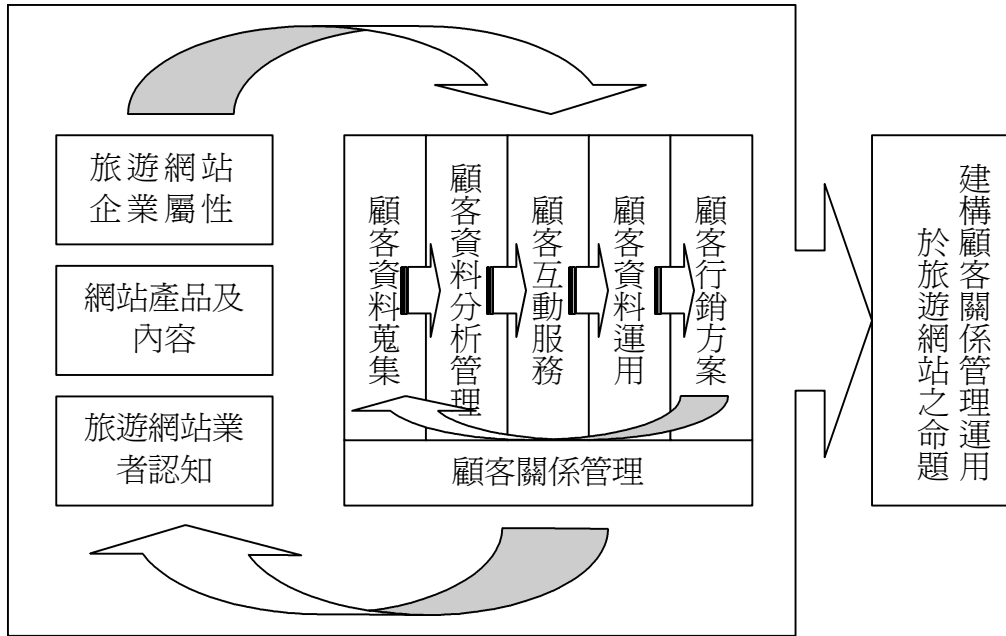 旅遊網站
企業屬性
網站產品及
內容
旅遊網站業
者認知
顧客資料蒐集
顧客資料分析管理
顧客互動服務
顧客資料運用
顧客行銷方案
顧客關係管理
建構顧客關係管理運用
於旅遊網站之命題